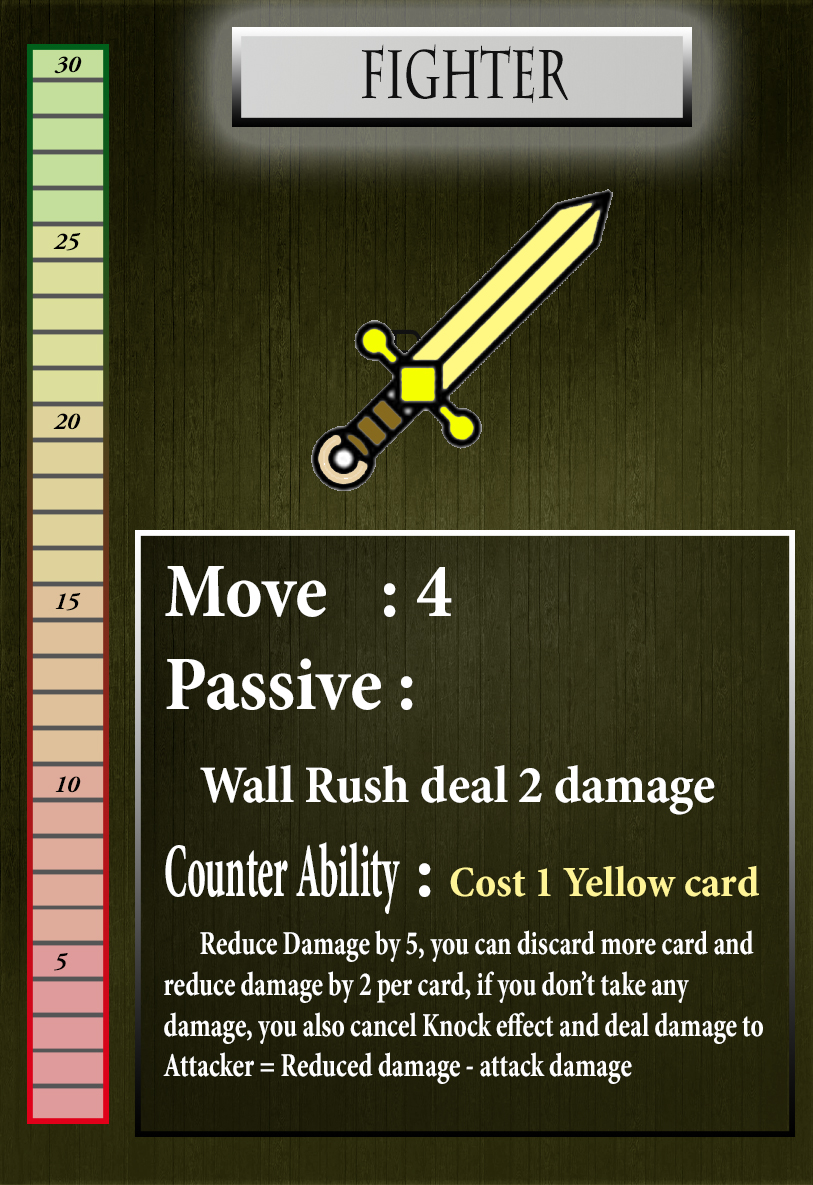 FIGHTER
30
25
20
15
10
5
Move : 4
Passive :
Wall Rush deal 2 damage
Counter Ability : Cost 1 Yellow card
Reduce Damage by 5, you can discard more card and
reduce damage by 2 per card, if you don’t take any
damage, you also cancel Knock effect and deal damage to
Attacker = Reduced damage - attack damage